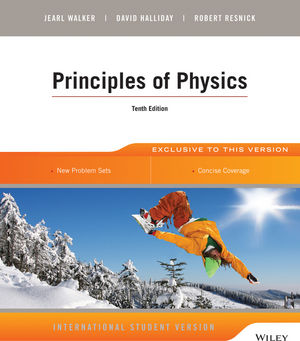 JEARL WALKER | DAVID HALLIDAY | ROBERT RESNICK
Principles of Physics
Tenth Edition
EXCLUSIVE TO THIS VERSION
• New Problem Sets • Concise Coverage
INTERNATIONAL STUDENT VERSION
WILEY